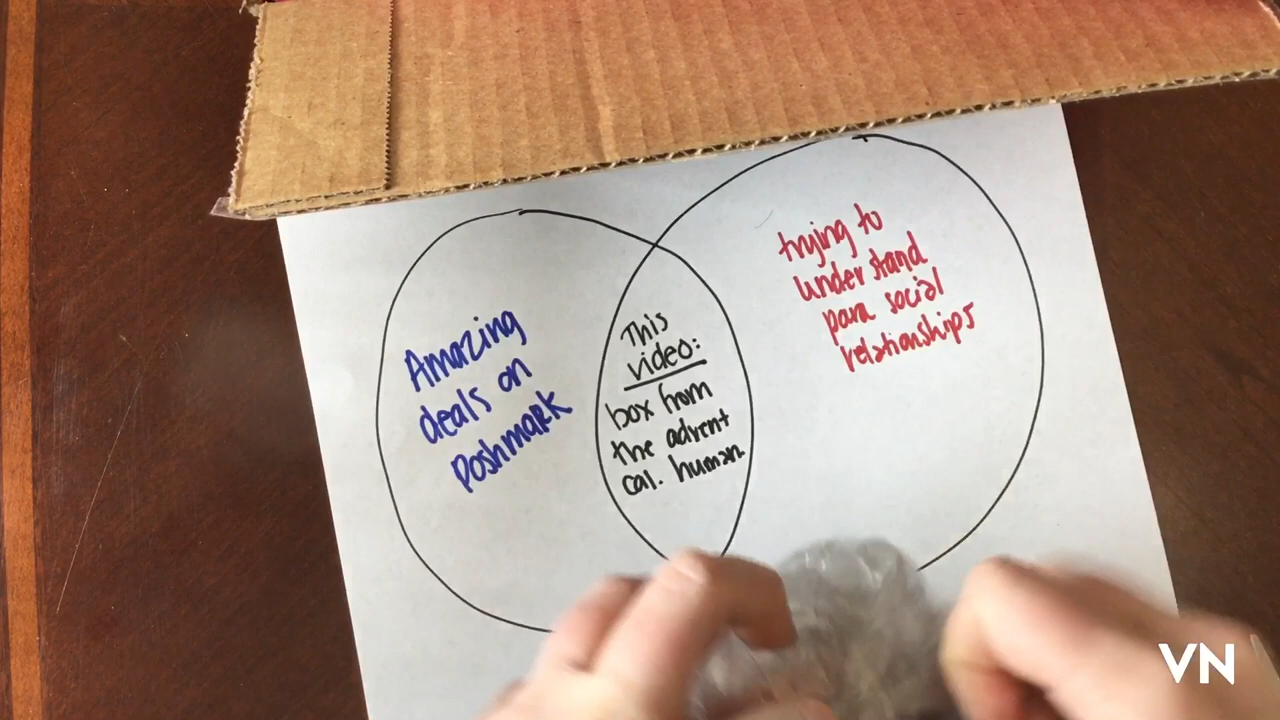 Amazing
deals on
poshmark
This
video:
box from
the advent
cal. human
trying to
understand
para social
relationships
VN